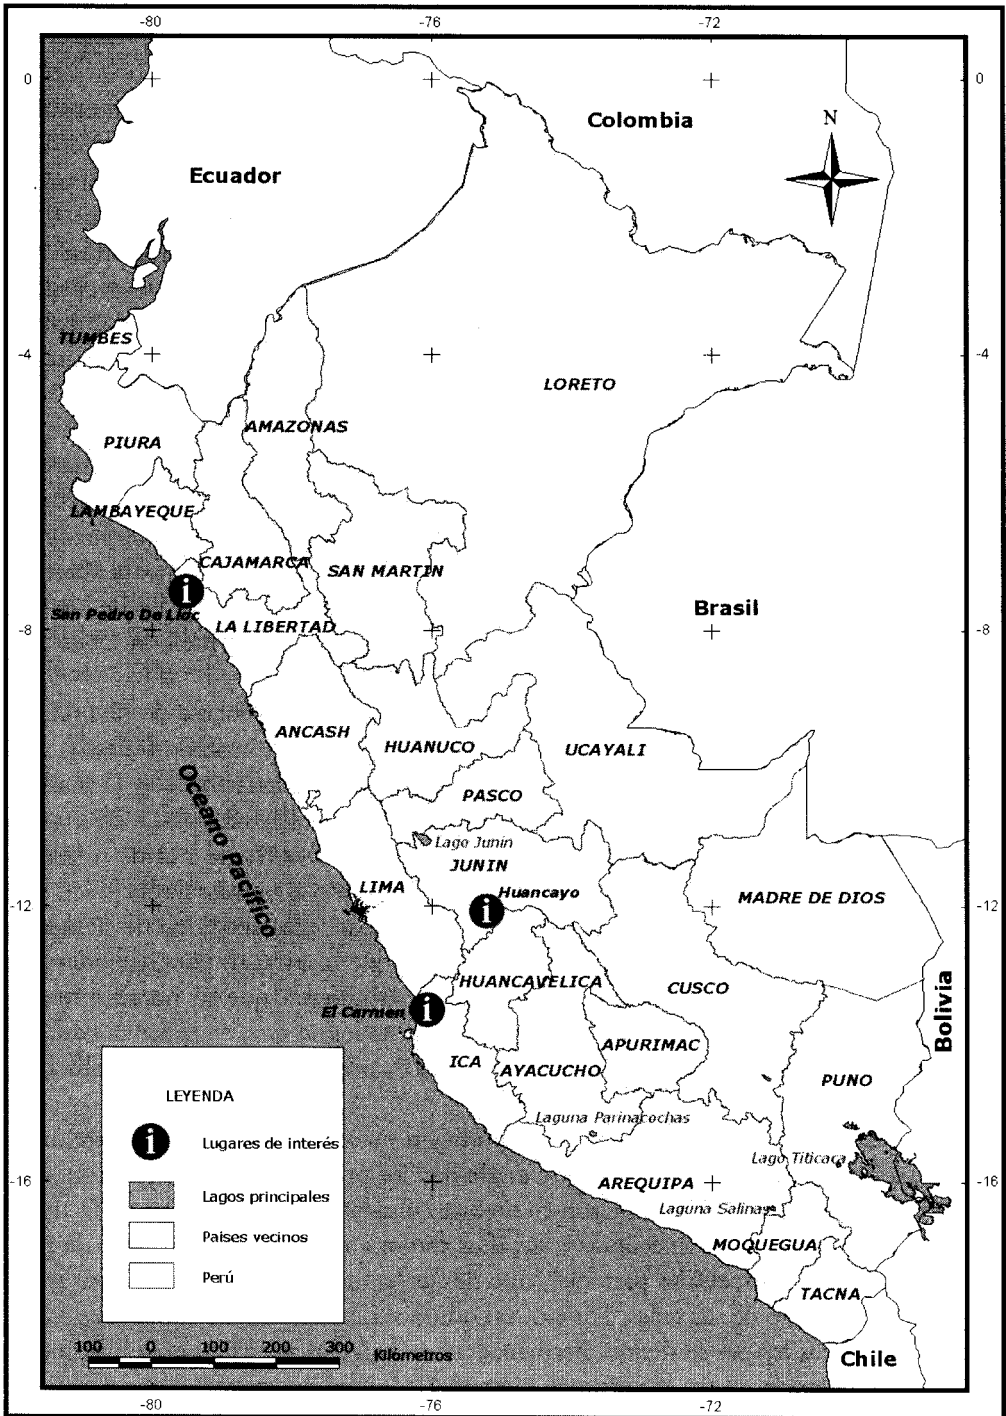 -80 -76 -72
0 0
Colombia
N
Ecuador
TUMBES
-4 -4
LORETO
AMAZONAS
PIURA
LAMBAYEQUE
CAJAMARCA
SAN MARTIN
San Pedro De Lloc
Brasil
LA LIBERTAD
-8 -8
ANCASH
HUANUCO
UCAYALI
Oceano Pacífico
PASCO
Lago Junín
JUNIN
LIMA
Huancayo
MADRE DE DIOS
-12 -12
HUANCAVELICA
CUSCO
El Carmen
Bolivia
APURIMAC
ICA
AYACUCHO
PUNO
LEYENDA
Laguna Parinacochas
Lugares de interés
Lago Titicaca
-16 -16
AREQUIPA
Lagos principales
Laguna Salinas
Países vecinos
MOQUEGUA
Perú
TACNA
100 0 100 200 300
Kilómetros
Chile
-80 -76 -72